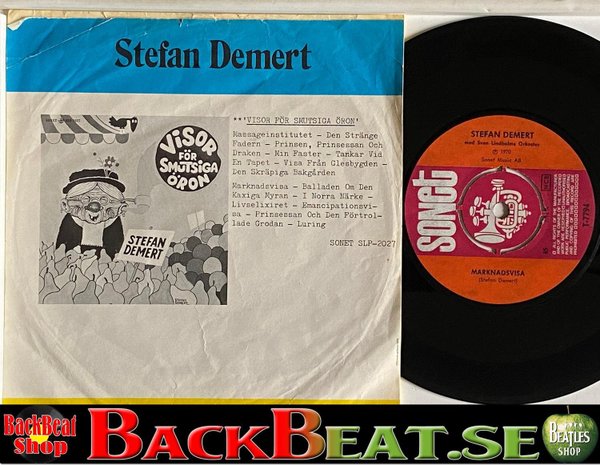 Stefan Demert
**'VISOR FÖR SMUTSIGA ÖRON'
Massageinstitutet - Den Stränge
Fadern - Prinsen, Prinsessan Och
Draken - Min Faster - Tankar Vid
En Tapet - Visa Från Glesbygden -
Den Skräpiga Bakgården
Marknadsvisa - Balladen Om Den
Kaxiga Myran - I Norra Närke -
Livselixiret - Emancipationsvi-
sa - Prinsessan Och Den Förtrol-
lade Grodan - Luring
SONET SLP-2027
VISOR
FÖR
SMUTSIGA
ÖRON
STEFAN
DEMERT
STEFAN DEMERT
med Sven Lindholms Orkester
Ⓟ 1970
Sonet Music AB
sonet
T-7794
45
MARKNADSVISA
(Stefan Demert)
BackBeat
Shop
BACKBEAT.SE
BEATLES
SHOP